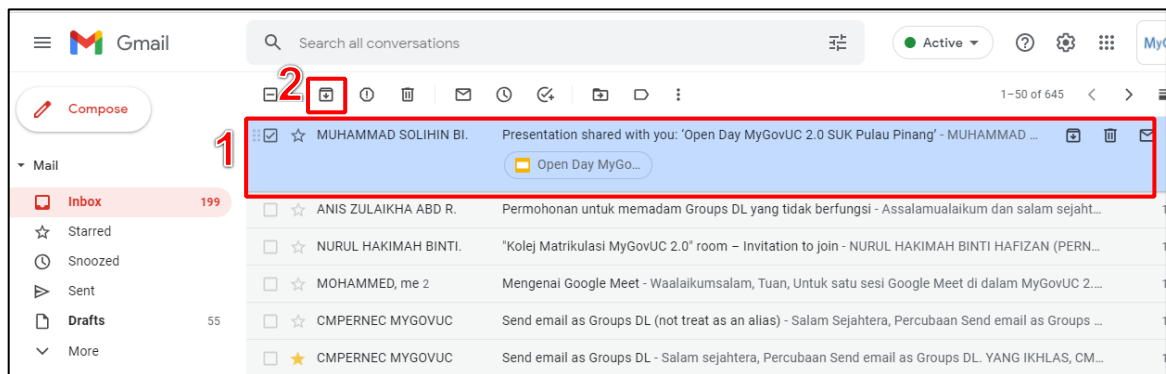 Gmail
Search all conversations
Active
2
1–50 of 645
Compose
1
MUHAMMAD SOLIHIN BI.
Presentation shared with you: 'Open Day MyGovUC 2.0 SUK Pulau Pinang' - MUHAMMAD ...
Open Day MyGo...
Mail
Inbox 199
ANIS ZULAIKHA ABD R.
Permohonan untuk memadam Groups DL yang tidak berfungsi - Assalamualaikum dan salam sejaht...
Starred
NURUL HAKIMAH BINTI.
"Kolej Matrikulasi MyGovUC 2.0" room – Invitation to join - NURUL HAKIMAH BINTI HAFIZAN (PERN...
Snoozed
MOHAMMED, me 2
Mengenai Google Meet - Waalaikumsalam, Tuan, Untuk satu sesi Google Meet di dalam MyGovUC 2....
Sent
CMPERNEC MYGOVUC
Send email as Groups DL (not treat as an alias) - Salam Sejahtera, Percubaan Send email as Groups ...
Drafts 55
CMPERNEC MYGOVUC
Send email as Groups DL - Salam sejahtera, Percubaan Send email as Groups DL. YANG IKHLAS, CM...
More